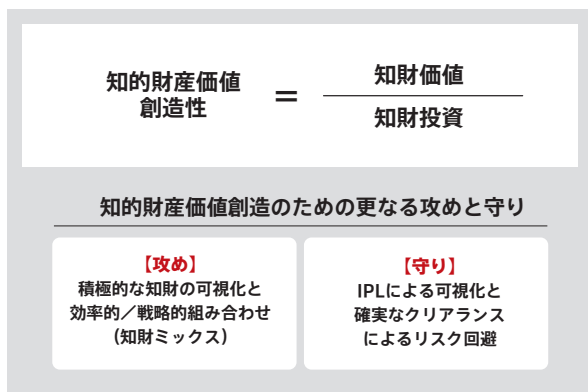 知的財産価値
創造性
=
知財価値
知財投資
知的財産価値創造のための更なる攻めと守り
【攻め】
積極的な知財の可視化と
効率的/戦略的組み合わせ
(知財ミックス)
【守り】
IPLによる可視化と
確実なクリアランス
によるリスク回避